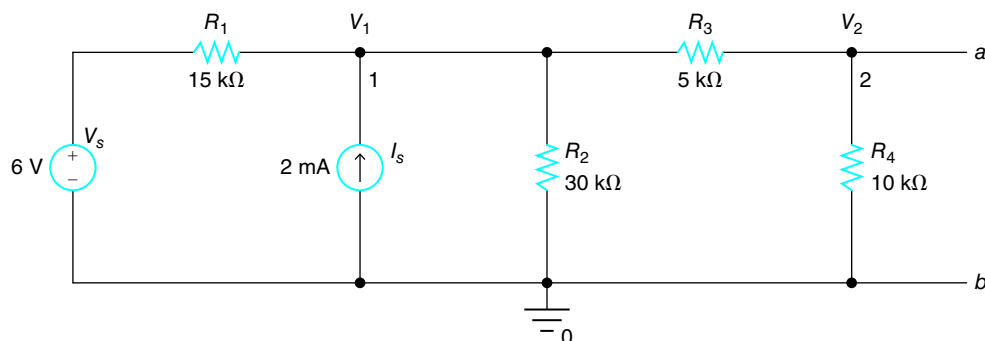 R1 V1 R3 V2
a
15 kΩ 1 5 kΩ 2
Vs
+
6 V
−
2 mA Is R2 R4
30 kΩ 10 kΩ
b
0